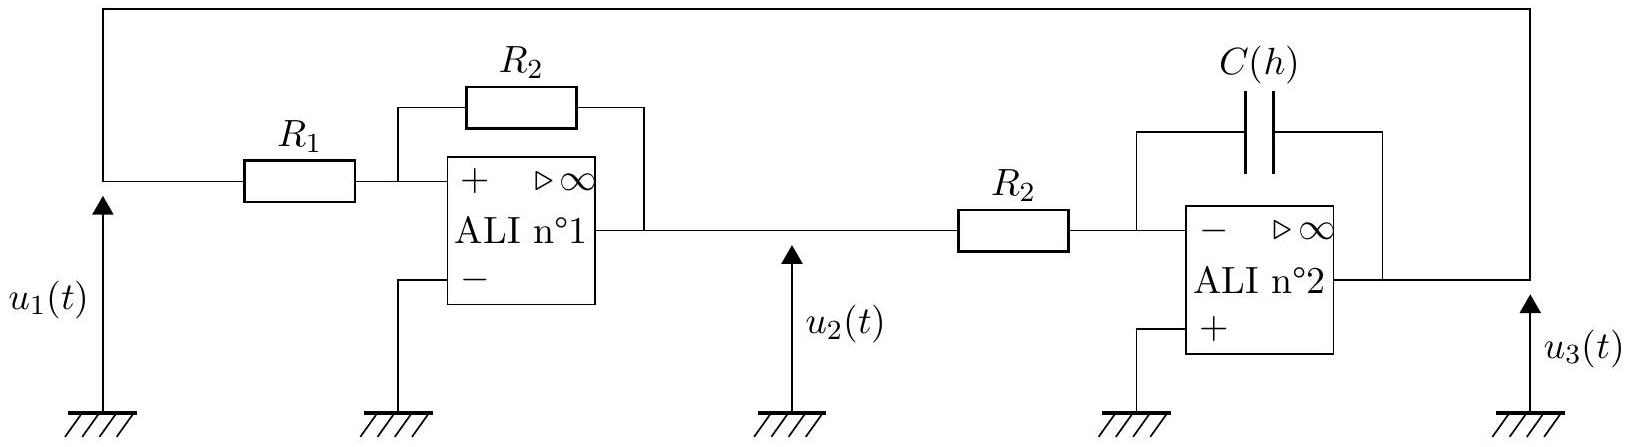 C(h)
R₂
R₁
+ ▷∞
ALI n°1
−
R₂
− ▷∞
ALI n°2
+
u₁(t)
u₂(t)
u₃(t)